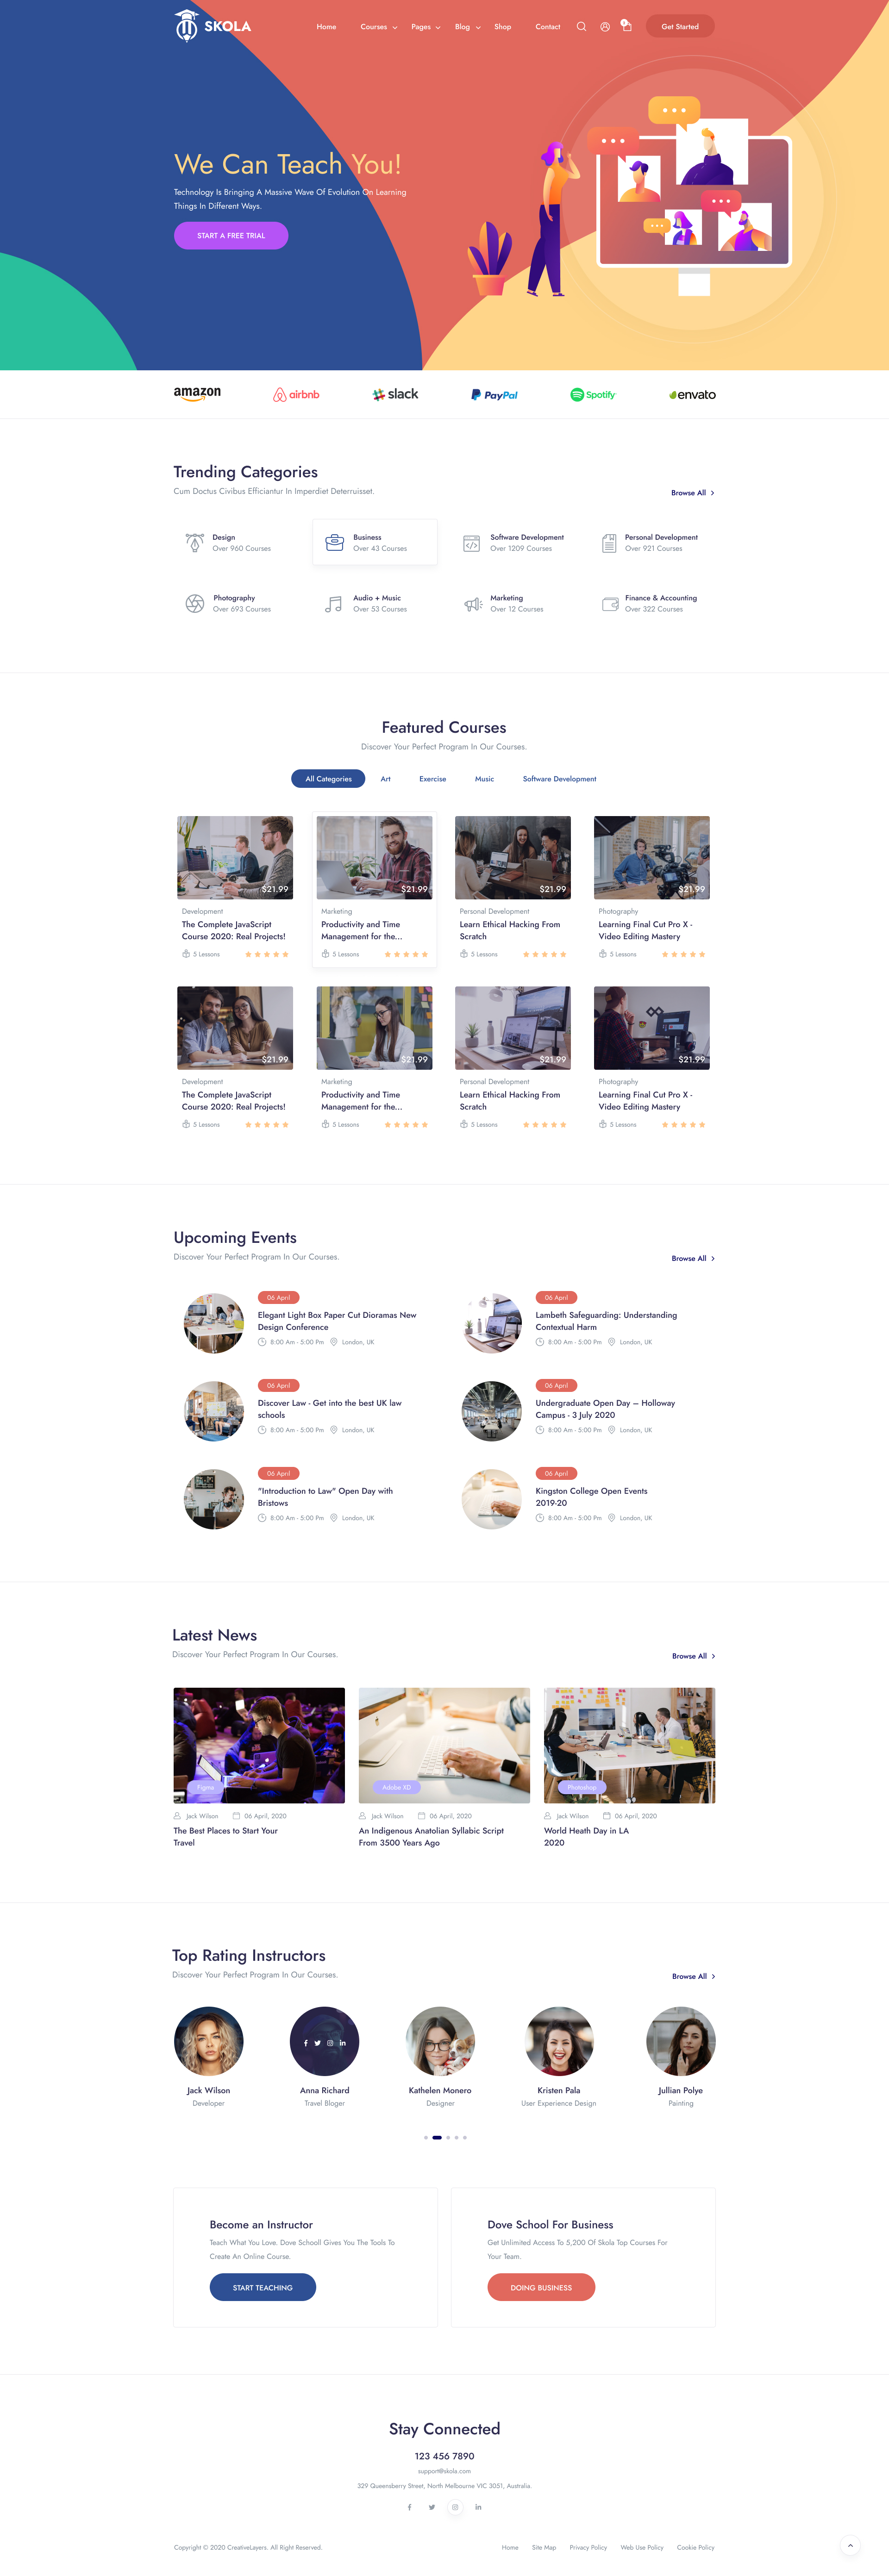 SKOLA
Home Courses Pages Blog Shop Contact Get Started
We Can Teach You!
Technology Is Bringing A Massive Wave Of Evolution On Learning
Things In Different Ways.
START A FREE TRIAL
amazon airbnb slack PayPal Spotify envato
Trending Categories
Cum Doctus Civibus Efficiantur In Imperdiet Deterruisset.
Browse All
Design
Over 960 Courses
Business
Over 43 Courses
Software Development
Over 1209 Courses
Personal Development
Over 921 Courses
Photography
Over 693 Courses
Audio + Music
Over 53 Courses
Marketing
Over 12 Courses
Finance & Accounting
Over 322 Courses
Featured Courses
Discover Your Perfect Program In Our Courses.
All Categories Art Exercise Music Software Development
$21.99
Development
The Complete JavaScript
Course 2020: Real Projects!
5 Lessons
$21.99
Marketing
Productivity and Time
Management for the...
5 Lessons
$21.99
Personal Development
Learn Ethical Hacking From
Scratch
5 Lessons
$21.99
Photography
Learning Final Cut Pro X -
Video Editing Mastery
5 Lessons
$21.99
Development
The Complete JavaScript
Course 2020: Real Projects!
5 Lessons
$21.99
Marketing
Productivity and Time
Management for the...
5 Lessons
$21.99
Personal Development
Learn Ethical Hacking From
Scratch
5 Lessons
$21.99
Photography
Learning Final Cut Pro X -
Video Editing Mastery
5 Lessons
Upcoming Events
Discover Your Perfect Program In Our Courses.
Browse All
06 April
Elegant Light Box Paper Cut Dioramas New
Design Conference
8:00 Am - 5:00 Pm London, UK
06 April
Lambeth Safeguarding: Understanding
Contextual Harm
8:00 Am - 5:00 Pm London, UK
06 April
Discover Law - Get into the best UK law
schools
8:00 Am - 5:00 Pm London, UK
06 April
Undergraduate Open Day – Holloway
Campus - 3 July 2020
8:00 Am - 5:00 Pm London, UK
06 April
"Introduction to Law" Open Day with
Bristows
8:00 Am - 5:00 Pm London, UK
06 April
Kingston College Open Events
2019-20
8:00 Am - 5:00 Pm London, UK
Latest News
Discover Your Perfect Program In Our Courses.
Browse All
Figma
Jack Wilson 06 April, 2020
The Best Places to Start Your
Travel
Adobe XD
Jack Wilson 06 April, 2020
An Indigenous Anatolian Syllabic Script
From 3500 Years Ago
Photoshop
Jack Wilson 06 April, 2020
World Heath Day in LA
2020
Top Rating Instructors
Discover Your Perfect Program In Our Courses.
Browse All
Jack Wilson
Developer
Anna Richard
Travel Bloger
Kathelen Monero
Designer
Kristen Pala
User Experience Design
Jullian Polye
Painting
Become an Instructor
Teach What You Love. Dove Schooll Gives You The Tools To
Create An Online Course.
START TEACHING
Dove School For Business
Get Unlimited Access To 5,200 Of Skola Top Courses For
Your Team.
DOING BUSINESS
Stay Connected
123 456 7890
support@skola.com
329 Queensberry Street, North Melbourne VIC 3051, Australia.
Copyright © 2020 CreativeLayers. All Right Reserved.
Home Site Map Privacy Policy Web Use Policy Cookie Policy